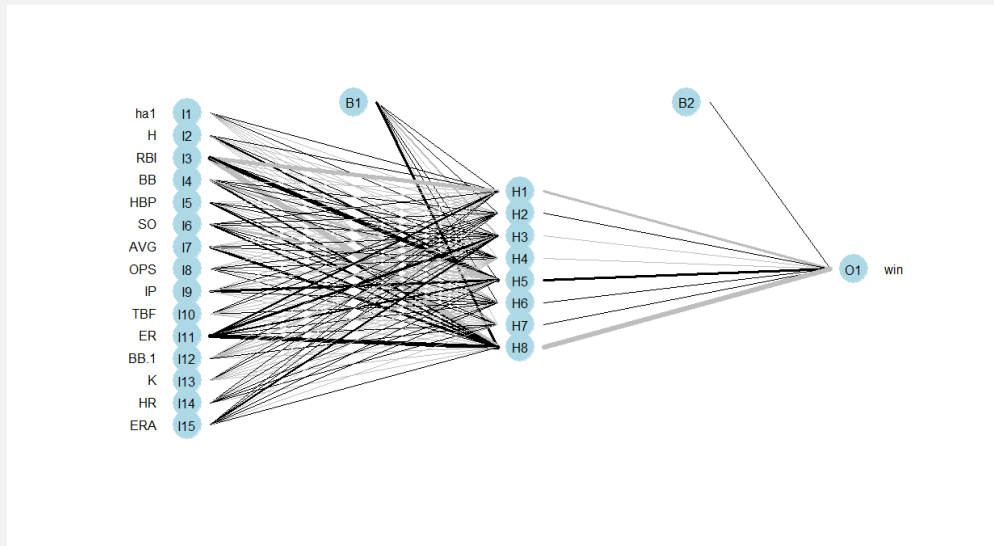 B1
B2
ha1 I1
H I2
RBI I3
BB I4
HBP I5
SO I6
AVG I7
OPS I8
IP I9
TBF I10
ER I11
BB.1 I12
K I13
HR I14
ERA I15
H1
H2
H3
H4
H5
H6
H7
H8
O1 win